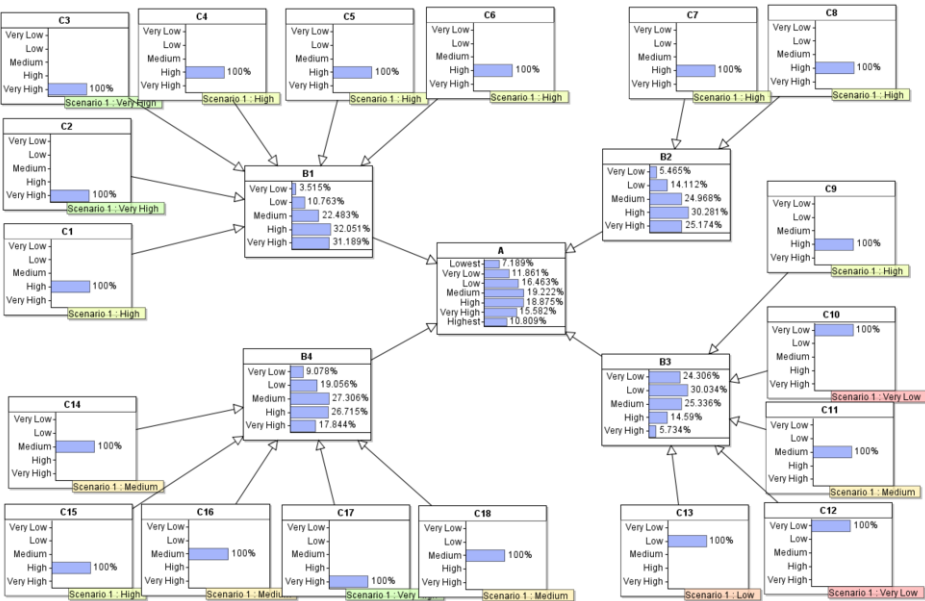 C3
Very Low
Low
Medium
High
Very High 100%
Scenario 1 : Very High
C4
Very Low
Low
Medium
High 100%
Very High
Scenario 1 : High
C5
Very Low
Low
Medium
High 100%
Very High
Scenario 1 : High
C6
Very Low
Low
Medium
High 100%
Very High
Scenario 1 : High
C7
Very Low
Low
Medium
High 100%
Very High
Scenario 1 : High
C8
Very Low
Low
Medium
High 100%
Very High
Scenario 1 : High
C2
Very Low
Low
Medium
High
Very High 100%
Scenario 1 : Very High
B1
Very Low 3.515%
Low 10.763%
Medium 22.483%
High 32.051%
Very High 31.189%
B2
Very Low 5.465%
Low 14.112%
Medium 24.968%
High 30.281%
Very High 25.174%
C9
Very Low
Low
Medium
High 100%
Very High
Scenario 1 : High
C1
Very Low
Low
Medium
High 100%
Very High
Scenario 1 : High
A
Lowest 7.189%
Very Low 11.861%
Low 16.463%
Medium 19.222%
High 18.875%
Very High 15.582%
Highest 10.809%
C10
Very Low 100%
Low
Medium
High
Very High
Scenario 1 : Very Low
B4
Very Low 9.078%
Low 19.056%
Medium 27.306%
High 26.715%
Very High 17.844%
B3
Very Low 24.306%
Low 30.034%
Medium 25.336%
High 14.59%
Very High 5.734%
C14
Very Low
Low
Medium 100%
High
Very High
Scenario 1 : Medium
C11
Very Low
Low
Medium 100%
High
Very High
Scenario 1 : Medium
C15
Very Low
Low
Medium
High 100%
Very High
Scenario 1 : High
C16
Very Low
Low
Medium 100%
High
Very High
Scenario 1 : Mediu
C17
Very Low
Low
Medium
High
Very High 100%
Scenario 1 : Very
C18
Very Low
Low
Medium 100%
High
Very High
Scenario 1 : Medium
C13
Very Low
Low 100%
Medium
High
Very High
Scenario 1 : Low
C12
Very Low 100%
Low
Medium
High
Very High
Scenario 1 : Very Low